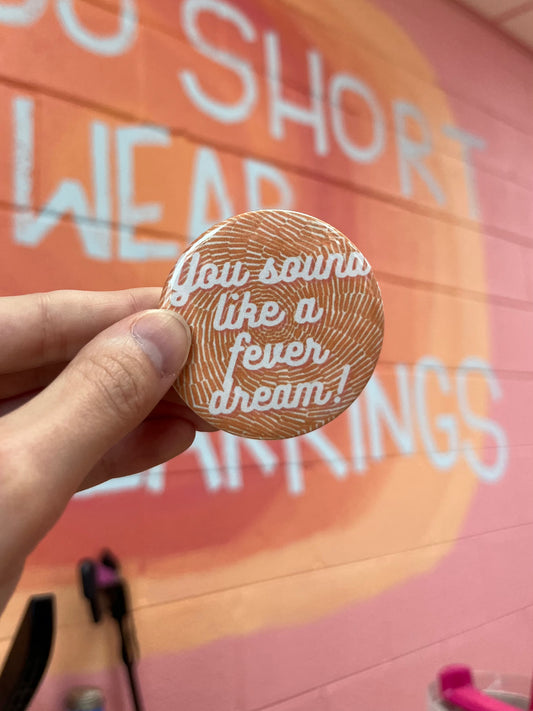 SHORT
WEAR
You sound
like a
fever
dream!